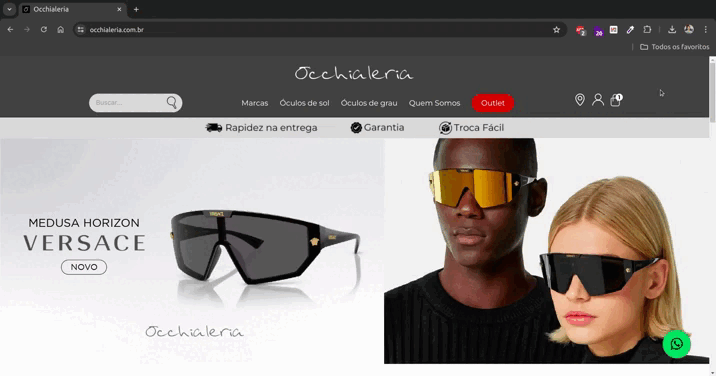 Occhialeria
occhialeria.com.br
Todos os favoritos
Occhialeria
Buscar...
Marcas Óculos de sol Óculos de grau Quem Somos Outlet
1
Rapidez na entrega Garantia Troca Fácil
MEDUSA HORIZON
VERSACE
NOVO
Occhialeria